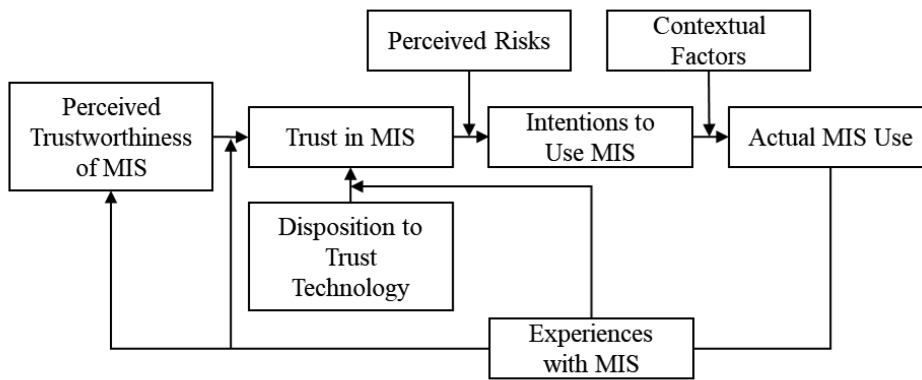 Perceived Risks
Contextual
Factors
Perceived
Trustworthiness
of MIS
Trust in MIS
Intentions to
Use MIS
Actual MIS Use
Disposition to
Trust
Technology
Experiences
with MIS